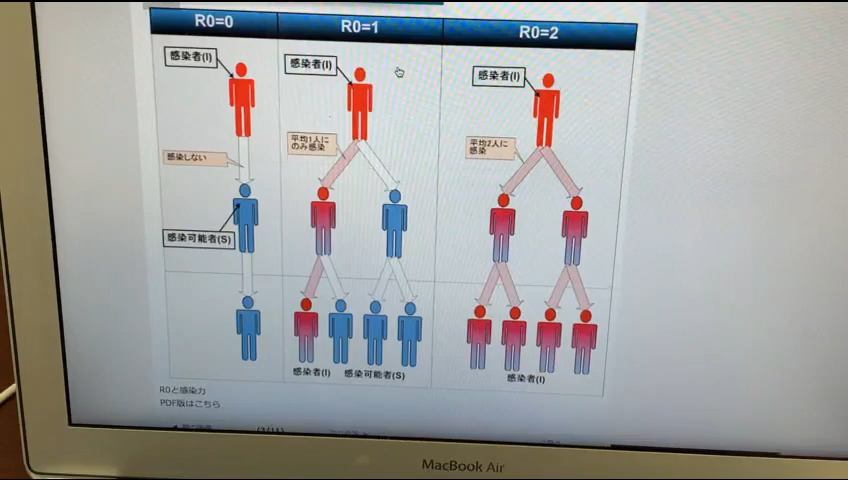 R0=0
R0=1
R0=2
感染者(I)
感染者(I)
感染者(I)
感染しない
平均1人に
のみ感染
平均2人に
感染
感染可能者(S)
感染者(I)
感染可能者(S)
感染者(I)
R0と感染力
PDF版はこちら
MacBook Air